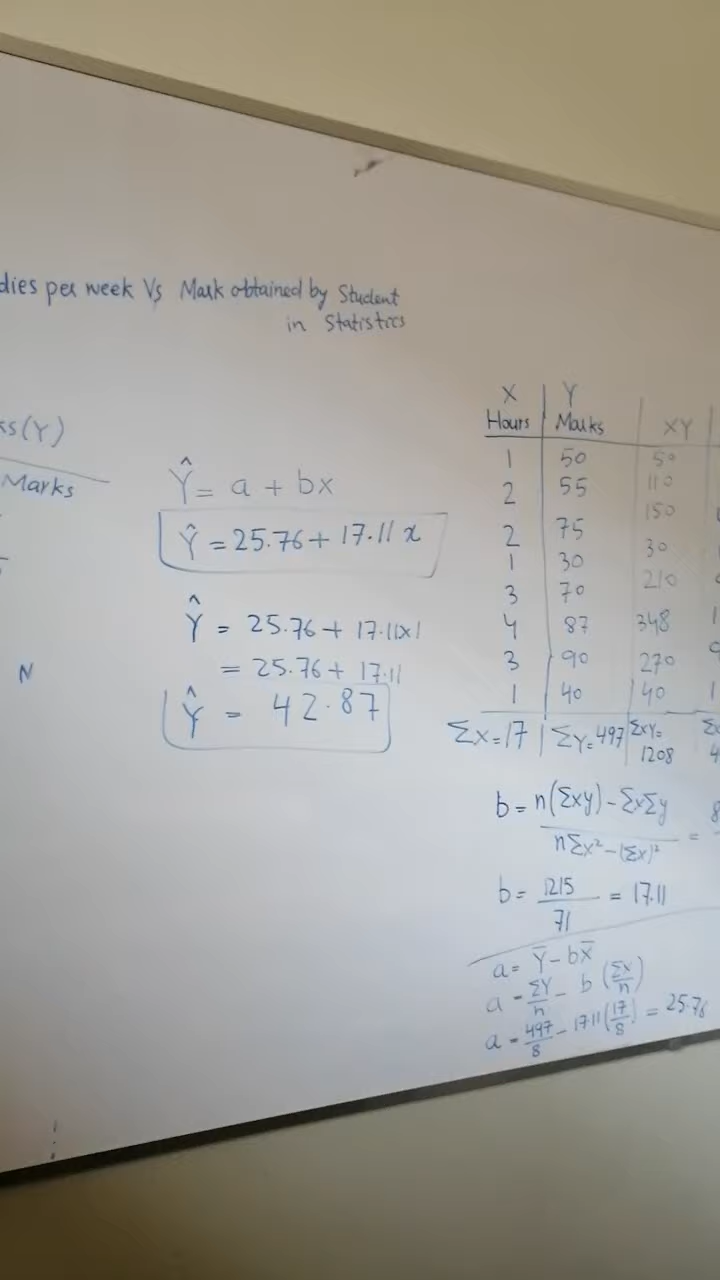 dies per week Vs Mark obtained by Student
in Statistics
ks(Y)
Marks
N
Ŷ = a + bx
Ŷ = 25.76 + 17.11 x
Ŷ = 25.76 + 17.11x1
= 25.76 + 17.11
Ŷ = 42.87
X Y
Hours Marks XY
1 50 50
2 55 110
2 75 150
1 30 30
3 70 210
4 87 348
3 90 270
1 40 40
Σx=17 ΣY=497 Σxy=
1208
b = n(Σxy) - ΣxΣy
nΣx² - (Σx)² =
b = 1215 = 17.11
71
a = Y̅ - bX̅
a = ΣY/n - b (Σx/n)
a = 497/8 - 17.11(17/8) = 25.76